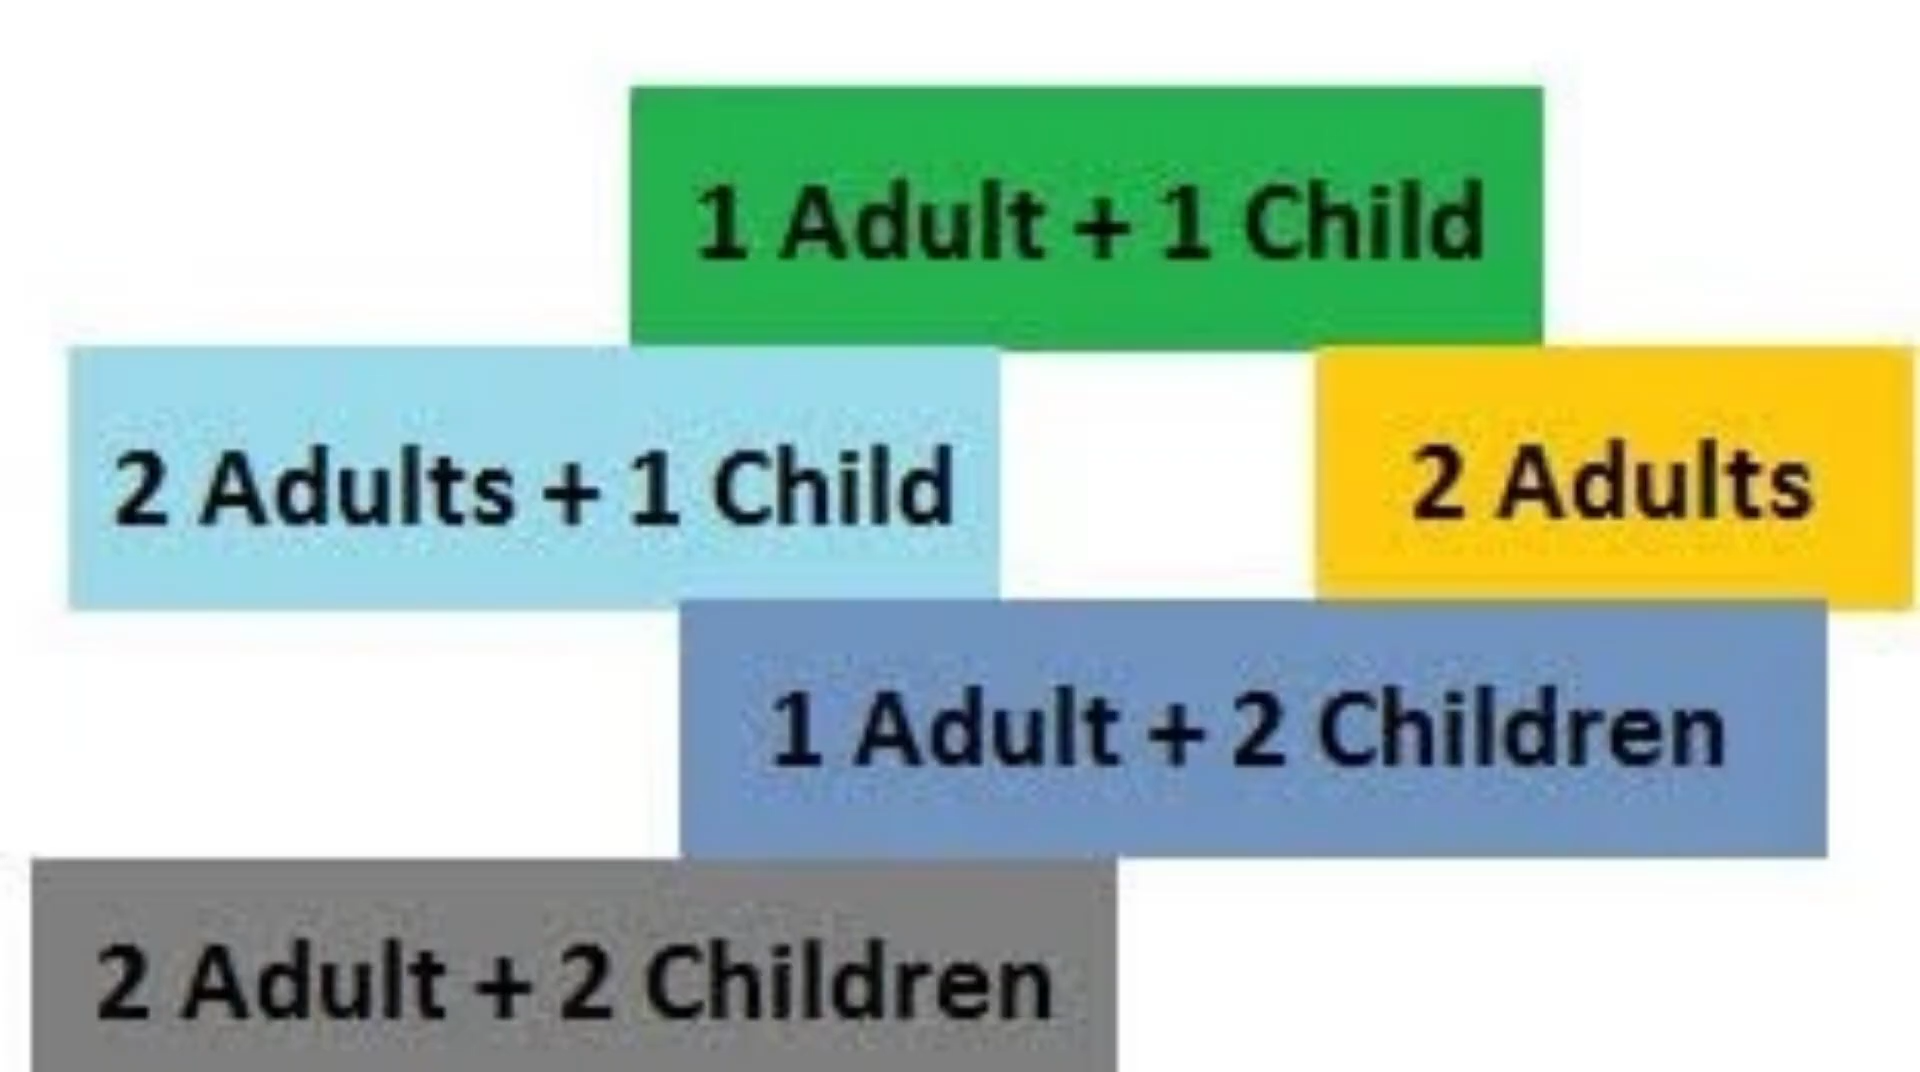 1 Adult + 1 Child
2 Adults + 1 Child
2 Adults
1 Adult + 2 Children
2 Adult + 2 Children